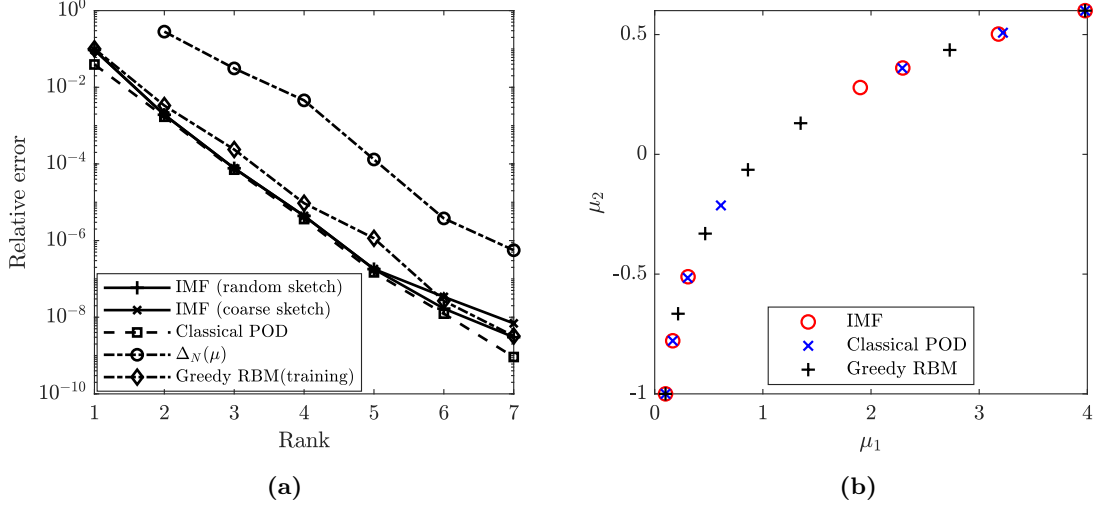 10^0
10^-2
10^-4
10^-6
10^-8
10^-10
Relative error
IMF (random sketch)
IMF (coarse sketch)
Classical POD
Δ_N(μ)
Greedy RBM(training)
1 2 3 4 5 6 7
Rank
(a)
0.5
0
-0.5
-1
μ_2
IMF
Classical POD
Greedy RBM
0 1 2 3 4
μ_1
(b)